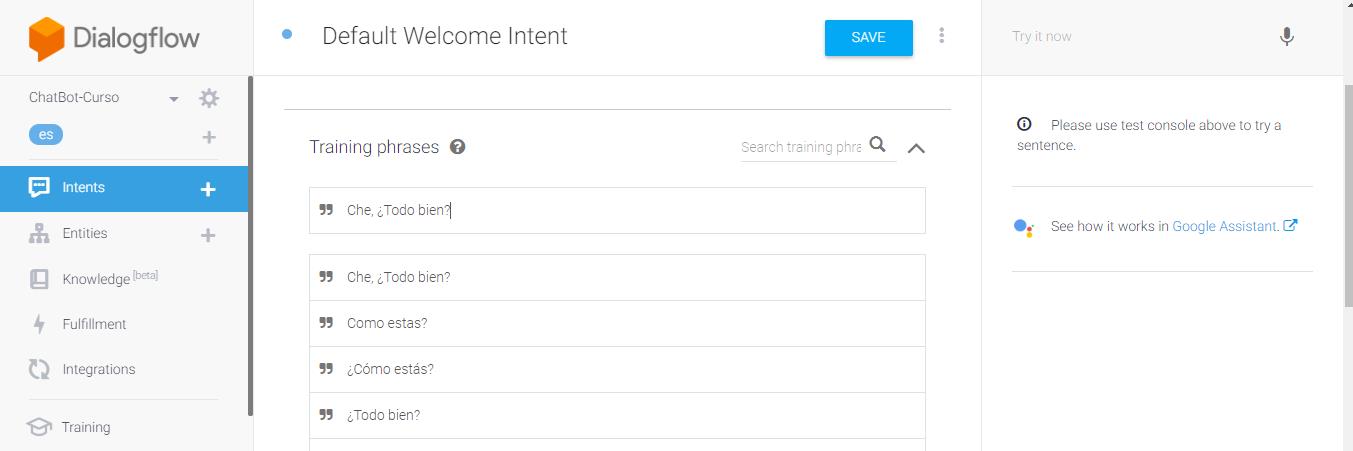 Dialogflow
Default Welcome Intent
SAVE
Try it now
ChatBot-Curso
es
Intents
Entities
Knowledge [beta]
Fulfillment
Integrations
Training
Training phrases
Search training phra
Che, ¿Todo bien?
Che, ¿Todo bien?
Como estas?
¿Cómo estás?
¿Todo bien?
Please use test console above to try a
sentence.
See how it works in Google Assistant.